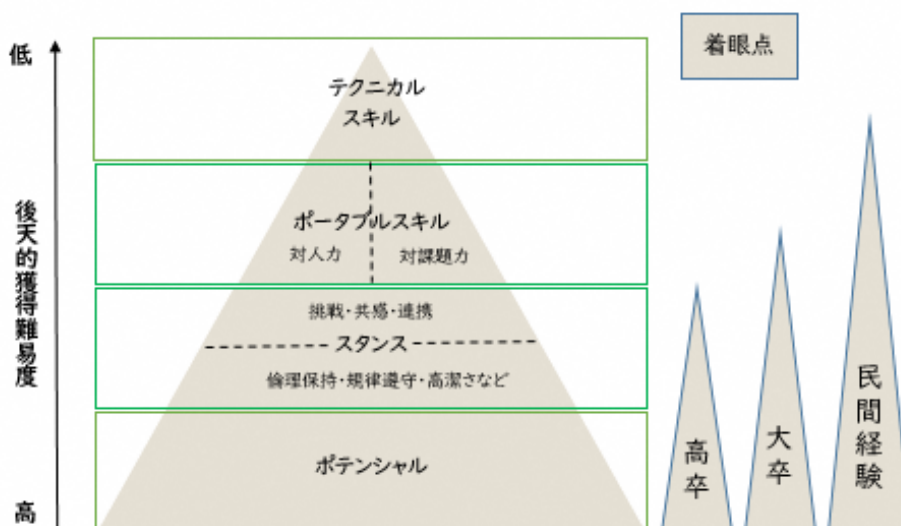 低
後天的獲得難易度
高
テクニカル
スキル
ポータブルスキル
対人力
対課題力
挑戦・共感・連携
スタンス
倫理保持・規律遵守・高潔さなど
ポテンシャル
着眼点
高卒
大卒
民間経験